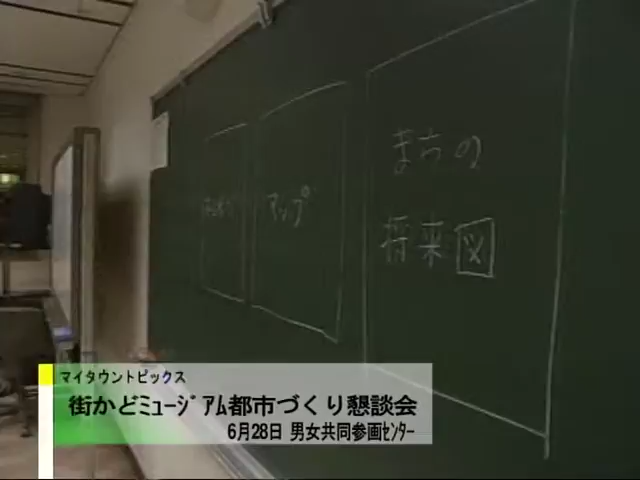 マップ
まちの
将来図
マイタウントピックス
街かどﾐｭｰｼﾞｱﾑ都市づくり懇談会
6月28日 男女共同参画ｾﾝﾀｰ